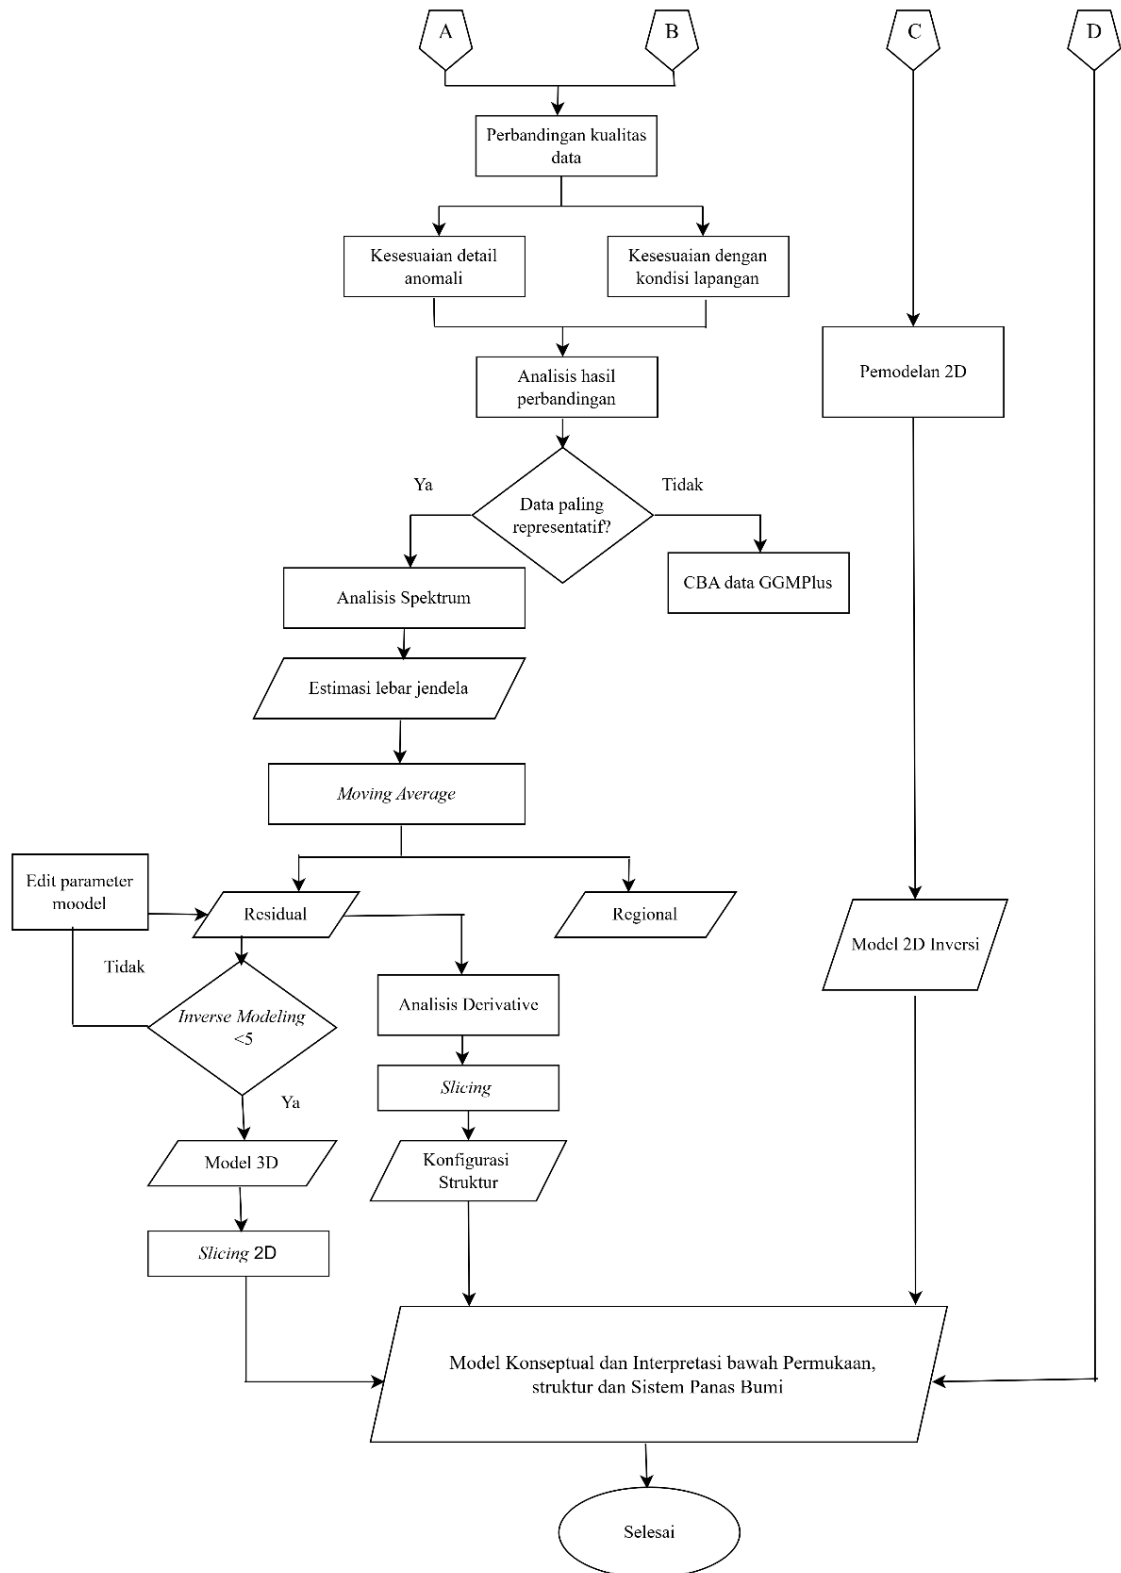 A
B
C
D
Perbandingan kualitas
data
Kesesuaian detail
anomali
Kesesuaian dengan
kondisi lapangan
Analisis hasil
perbandingan
Pemodelan 2D
Ya
Tidak
Data paling
representatif?
CBA data GGMPlus
Analisis Spektrum
Estimasi lebar jendela
Moving Average
Edit parameter
moodel
Residual
Regional
Model 2D Inversi
Tidak
Analisis Derivative
Inverse Modeling
<5
Slicing
Ya
Model 3D
Konfigurasi
Struktur
Slicing 2D
Model Konseptual dan Interpretasi bawah Permukaan,
struktur dan Sistem Panas Bumi
Selesai